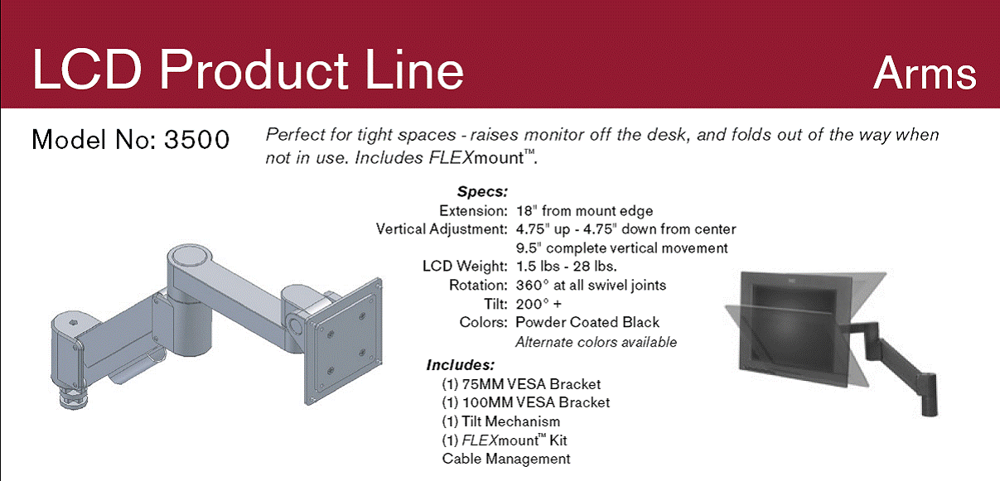 LCD Product Line
Arms
Model No: 3500
Perfect for tight spaces - raises monitor off the desk, and folds out of the way when
not in use. Includes FLEXmount™.
Specs:
Extension: 18" from mount edge
Vertical Adjustment: 4.75" up - 4.75" down from center
9.5" complete vertical movement
LCD Weight: 1.5 lbs - 28 lbs.
Rotation: 360° at all swivel joints
Tilt: 200° +
Colors: Powder Coated Black
Alternate colors available
Includes:
(1) 75MM VESA Bracket
(1) 100MM VESA Bracket
(1) Tilt Mechanism
(1) FLEXmount™ Kit
Cable Management